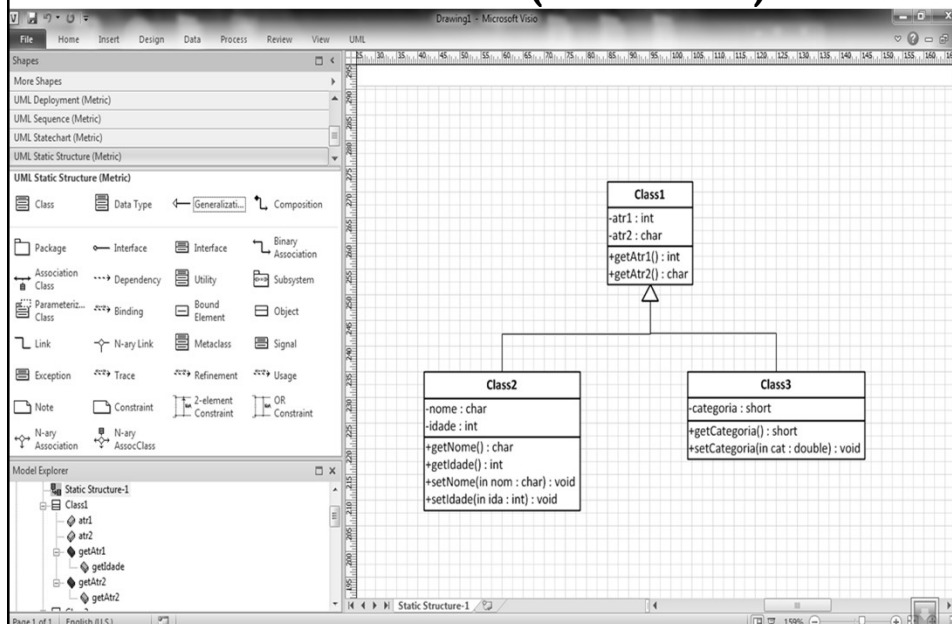 Drawing1 - Microsoft Visio
File Home Insert Design Data Process Review View UML
Shapes
More Shapes
UML Deployment (Metric)
UML Sequence (Metric)
UML Statechart (Metric)
UML Static Structure (Metric)
UML Static Structure (Metric)
Class Data Type Generalizati... Composition
Package Interface Interface Binary Association
Association Class Dependency Utility Subsystem
Parameteriz... Class Binding Bound Element Object
Link N-ary Link Metaclass Signal
Exception Trace Refinement Usage
Note Constraint 2-element Constraint OR Constraint
N-ary Association N-ary AssocClass
Model Explorer
Static Structure-1
Class1
atr1
atr2
getAtr1
getIdade
getAtr2
getAtr2
Class1
-atr1 : int
-atr2 : char
+getAtr1() : int
+getAtr2() : char
Class2
-nome : char
-idade : int
+getNome() : char
+getIdade() : int
+setNome(in nom : char) : void
+setIdade(in ida : int) : void
Class3
-categoria : short
+getCategoria() : short
+setCategoria(in cat : double) : void
Static Structure-1
Page 1 of 1 English (U.S.) 159%